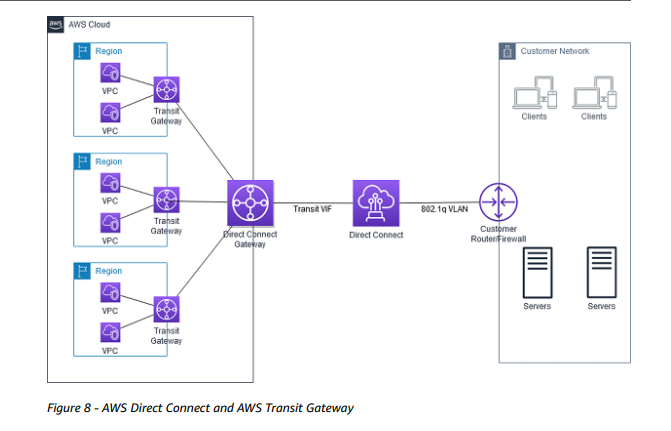 aws
AWS Cloud
Region
VPC
VPC
Transit
Gateway
Region
VPC
VPC
Transit
Gateway
Region
VPC
VPC
Transit
Gateway
Direct Connect
Gateway
Transit VIF
Direct Connect
802.1q VLAN
Customer Network
Clients
Clients
Customer
Router/Firewall
Servers
Servers
Figure 8 - AWS Direct Connect and AWS Transit Gateway